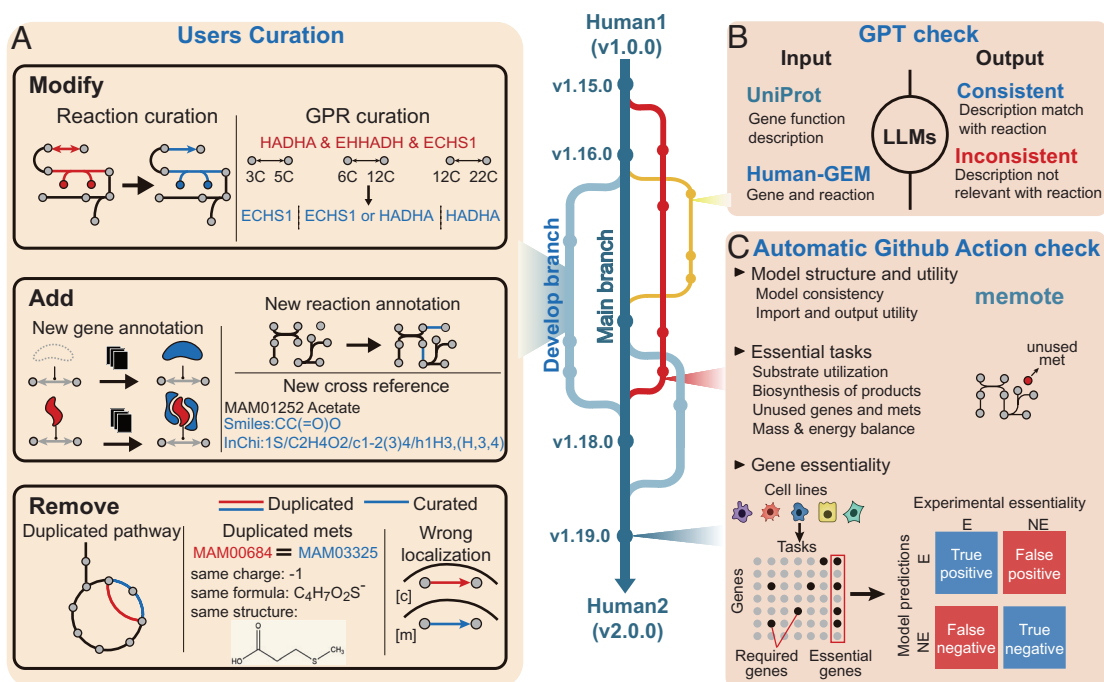 A
Users Curation
Modify
Reaction curation
GPR curation
HADHA & EHHADH & ECHS1
3C 5C 6C 12C 12C 22C
ECHS1 ECHS1 or HADHA HADHA
Add
New gene annotation
New reaction annotation
New cross reference
MAM01252 Acetate
Smiles:CC(=O)O
InChi:1S/C2H4O2/c1-2(3)4/h1H3,(H,3,4)
Remove
Duplicated Curated
Duplicated pathway
Duplicated mets
MAM00684 = MAM03325
same charge: -1
same formula: C₄H₇O₂S⁻
same structure:
O
HO
S
CH₃
Wrong
localization
[c]
[m]
Human1
(v1.0.0)
v1.15.0
v1.16.0
Develop branch
Main branch
v1.18.0
v1.19.0
Human2
(v2.0.0)
B
GPT check
Input
Output
UniProt
Gene function
description
Human-GEM
Gene and reaction
LLMs
Consistent
Description match
with reaction
Inconsistent
Description not
relevant with reaction
C
Automatic Github Action check
► Model structure and utility
Model consistency
Import and output utility
memote
► Essential tasks
Substrate utilization
Biosynthesis of products
Unused genes and mets
Mass & energy balance
unused
met
► Gene essentiality
Cell lines
Tasks
Genes
Required
genes
Essential
genes
Experimental essentiality
E NE
Model predictions
E
NE
True
positive
False
positive
False
negative
True
negative